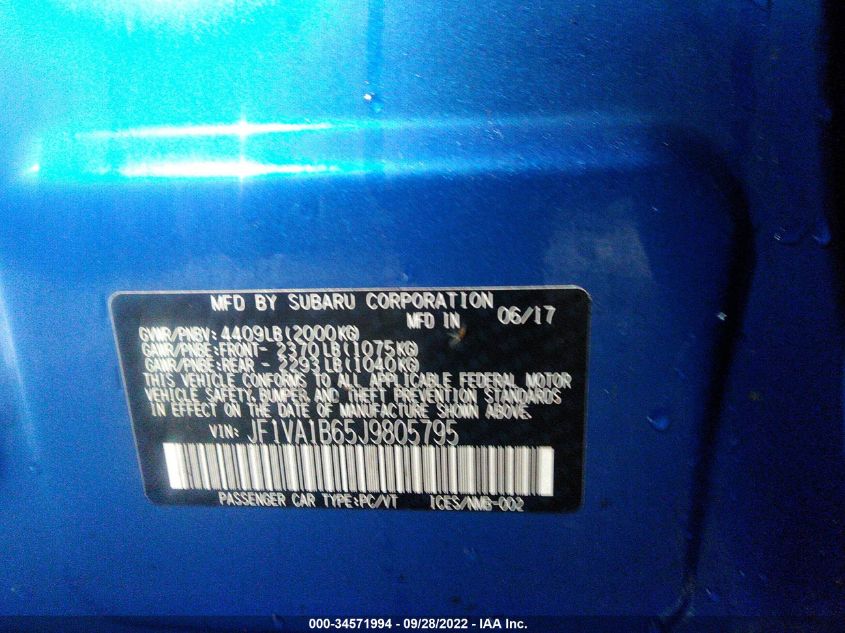 MFD BY SUBARU CORPORATION
MFD IN 06/17
GVWR/PNBV: 4409LB(2000KG)
GAWR/PNBE:FRONT- 2370LB(1075KG)
GAWR/PNBE:REAR - 2293LB(1040KG)
THIS VEHICLE CONFORMS TO ALL APPLICABLE FEDERAL MOTOR
VEHICLE SAFETY, BUMPER, AND THEFT PREVENTION STANDARDS
IN EFFECT ON THE DATE OF MANUFACTURE SHOWN ABOVE.
VIN: JF1VA1B65J9805795
PASSENGER CAR TYPE:PC/VT ICES/NMB-002
000-34571994 — 09/28/2022 - IAA Inc.